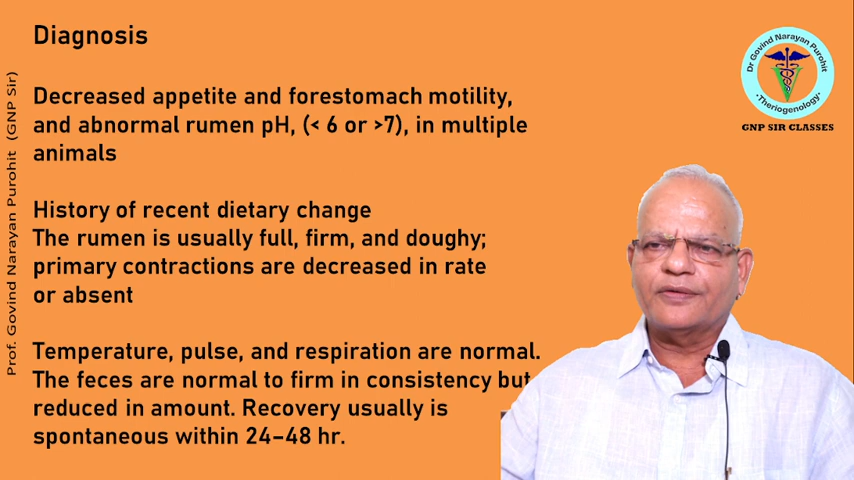 Diagnosis
Decreased appetite and forestomach motility,
and abnormal rumen pH, (< 6 or >7), in multiple
animals
History of recent dietary change
The rumen is usually full, firm, and doughy;
primary contractions are decreased in rate
or absent
Temperature, pulse, and respiration are normal.
The feces are normal to firm in consistency but
reduced in amount. Recovery usually is
spontaneous within 24–48 hr.
Prof. Govind Narayan Purohit (GNP Sir)
Dr Govind Narayan Purohit
•Theriogenology•
GNP SIR CLASSES